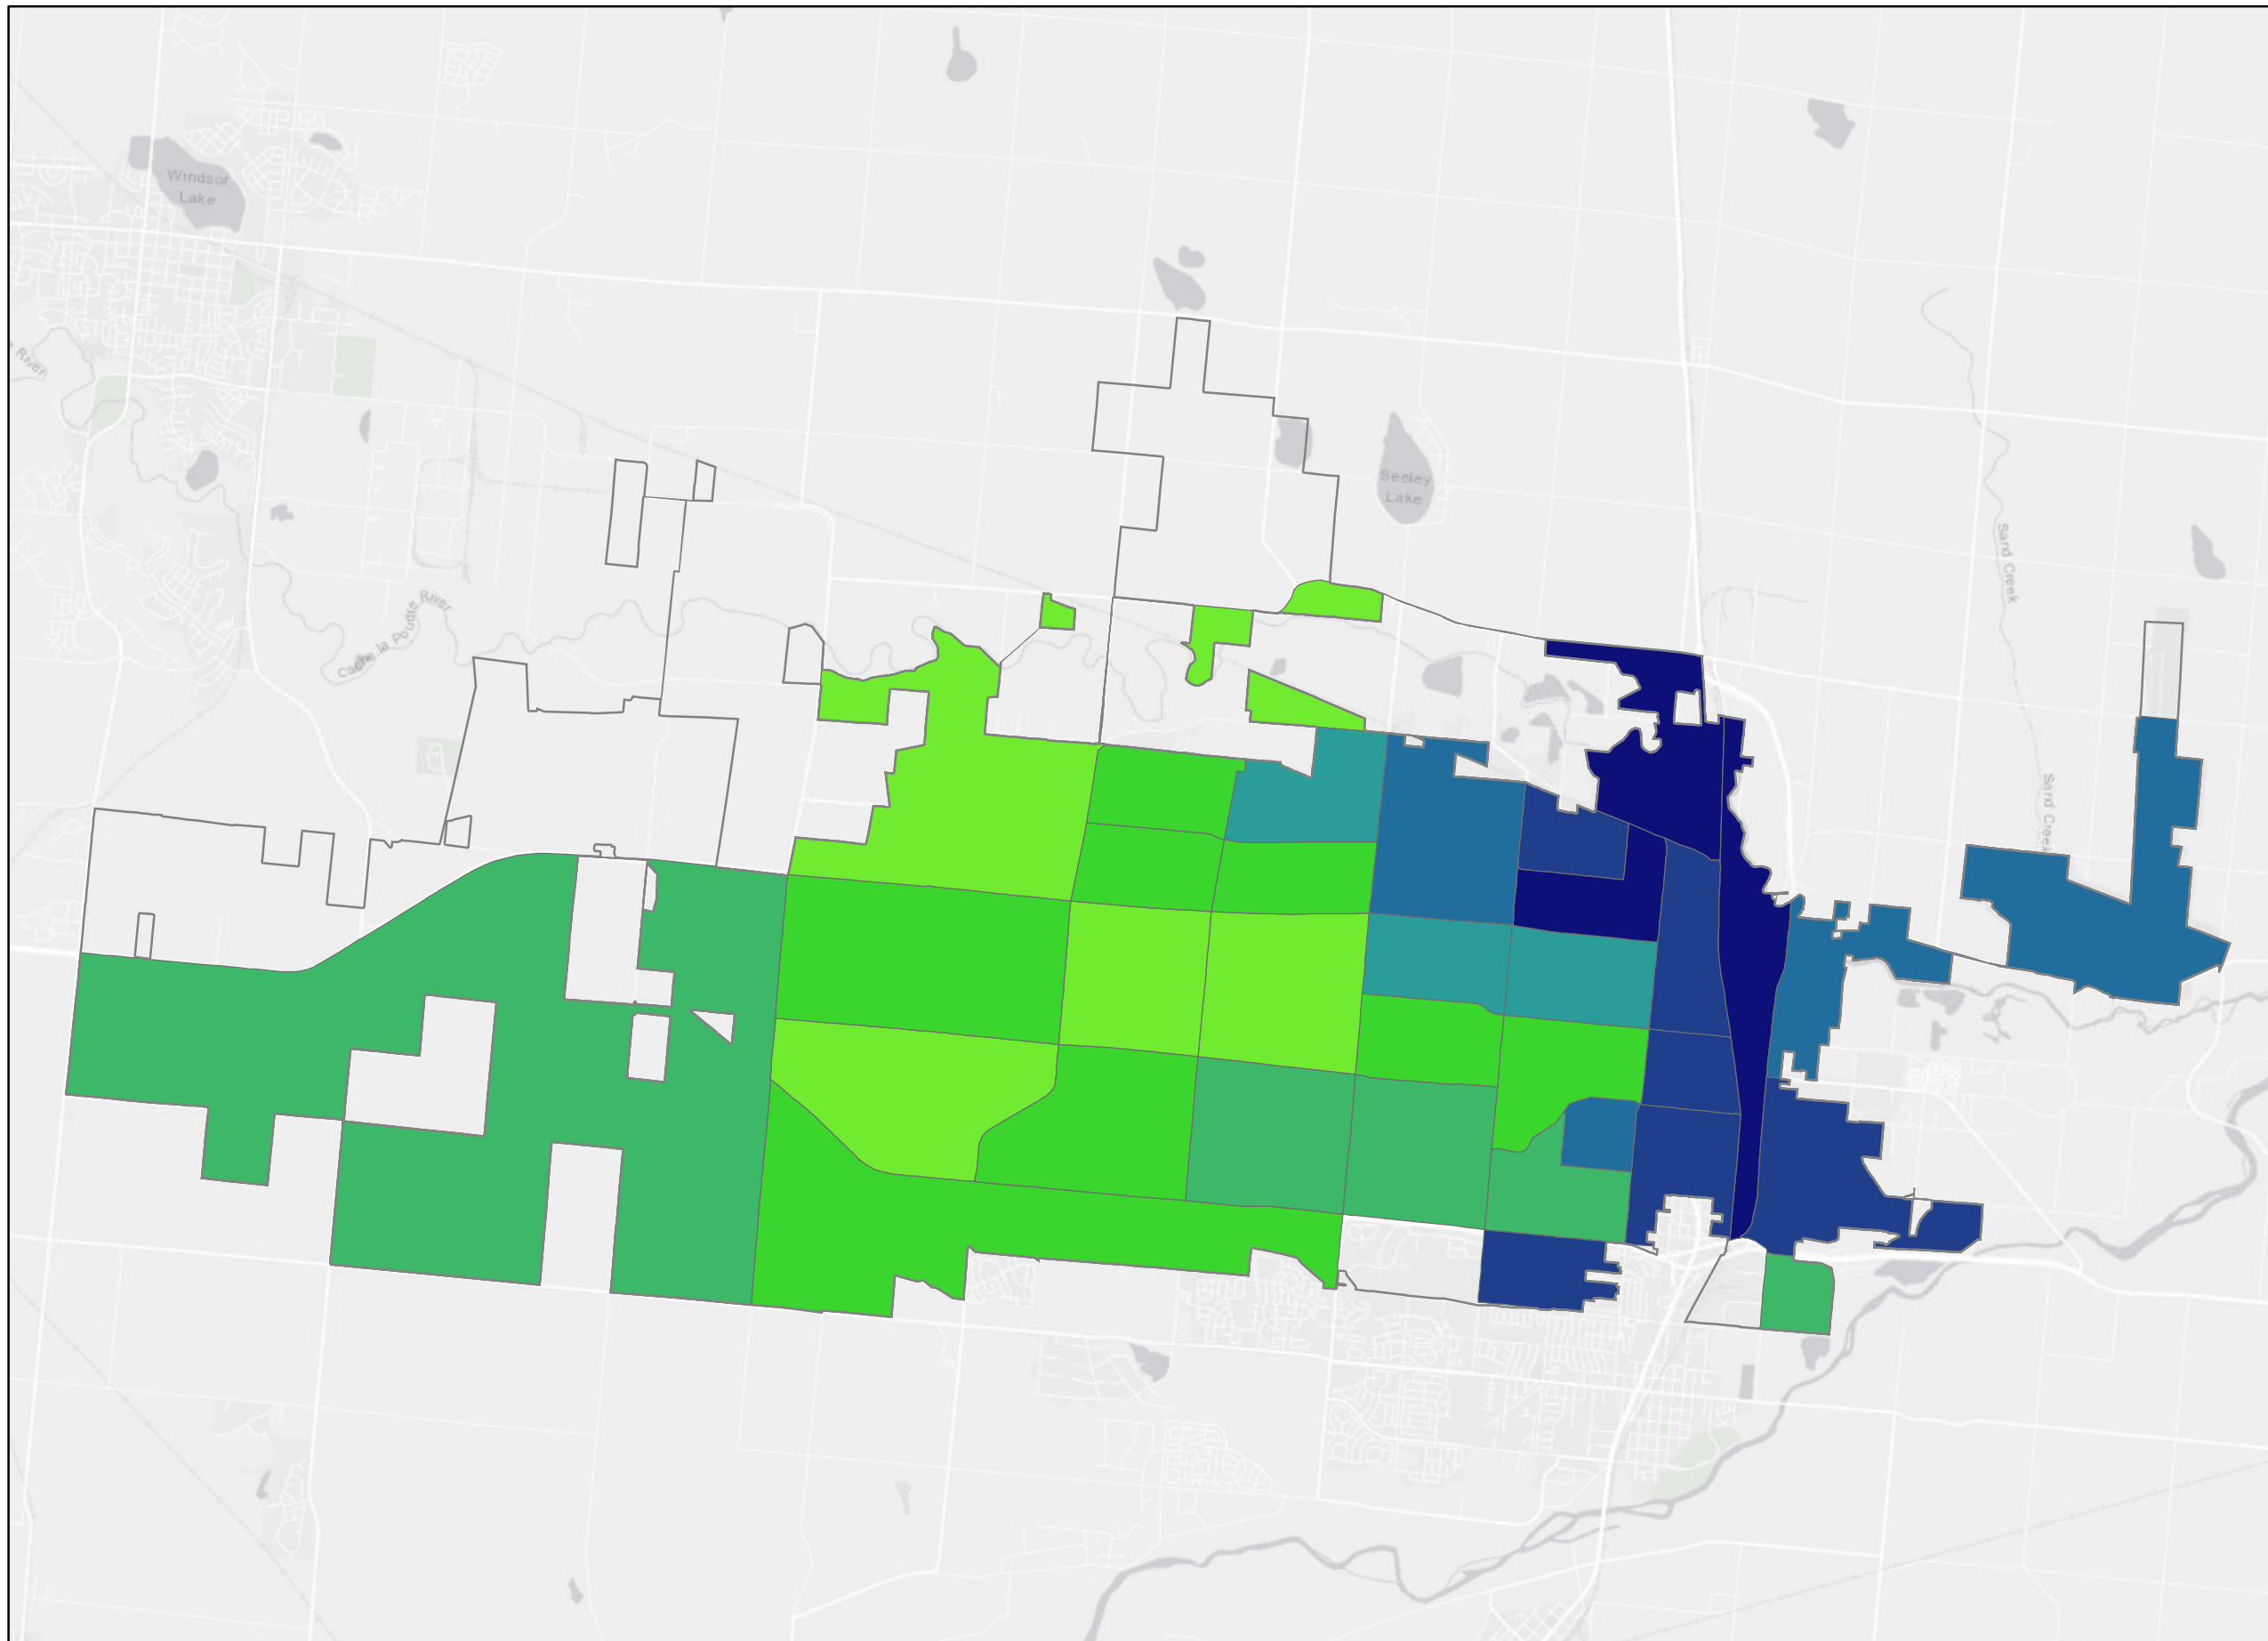 Windsor
Lake
River
Seeley
Lake
Sand Creek
Cache la Poudre River
Sand Creek